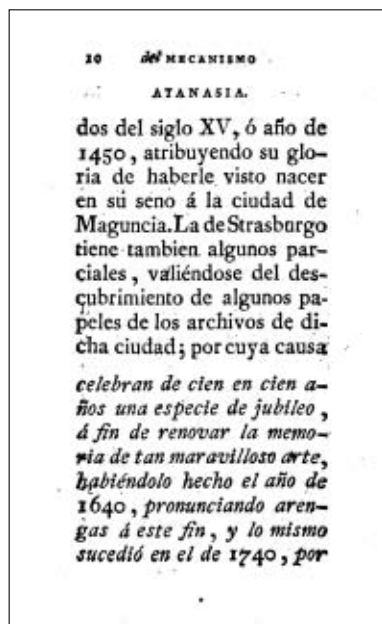 10 del MECANISMO
ATANASIA.
dos del siglo XV, ó año de
1450, atribuyendo su glo-
ria de haberle visto nacer
en su seno á la ciudad de
Maguncia. La de Strasburgo
tiene tambien algunos par-
ciales, valiéndose del des-
cubrimiento de algunos pa-
peles de los archivos de di-
cha ciudad; por cuya causa
celebran de cien en cien a-
ños una especie de jubileo,
á fin de renovar la memo-
ria de tan maravilloso arte,
habiéndolo hecho el año de
1640, pronunciando aren-
gas á este fin, y lo mismo
sucedió en el de 1740, por